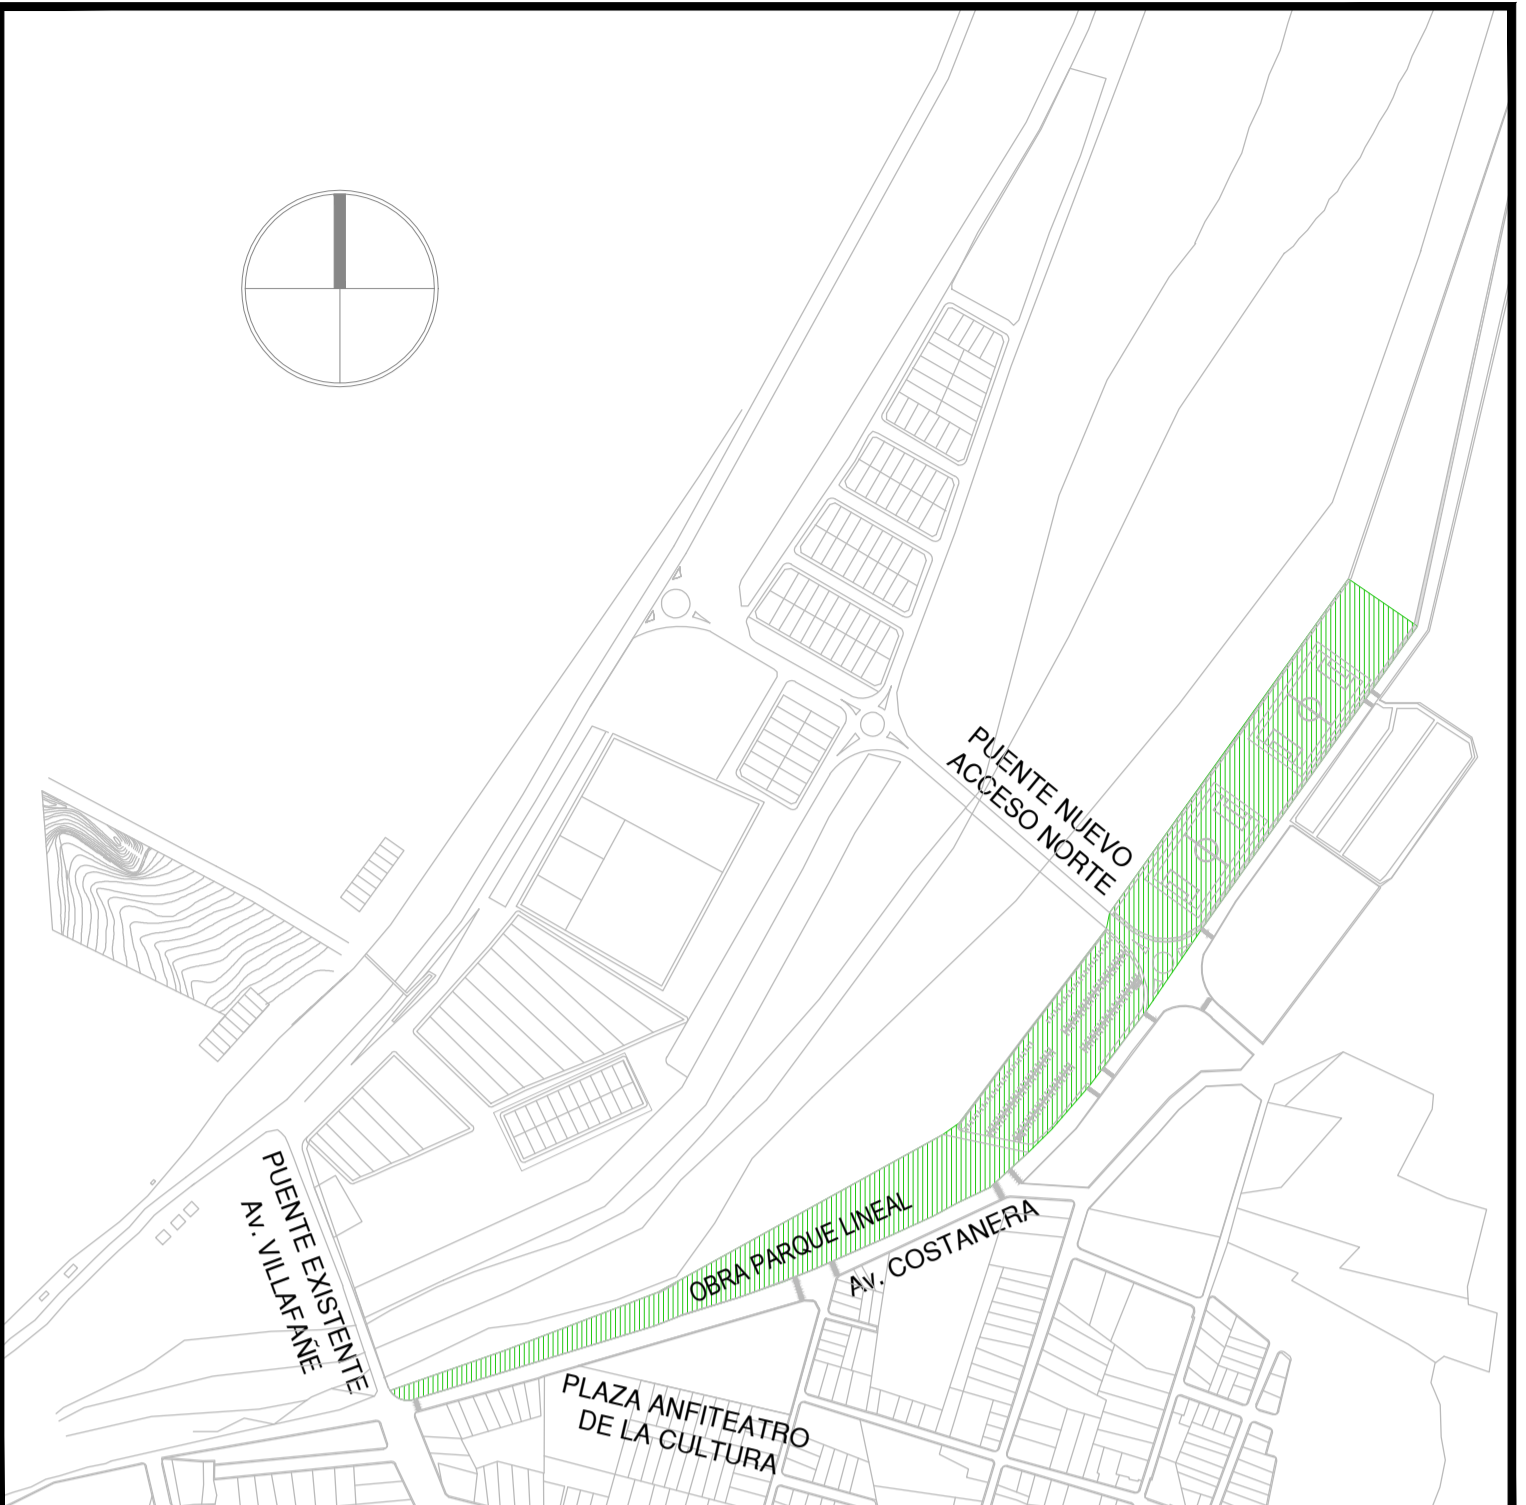 PUENTE NUEVO
ACCESO NORTE
PUENTE EXISTENTE
Av. VILLAFAÑE
OBRA PARQUE LINEAL
Av. COSTANERA
PLAZA ANFITEATRO
DE LA CULTURA